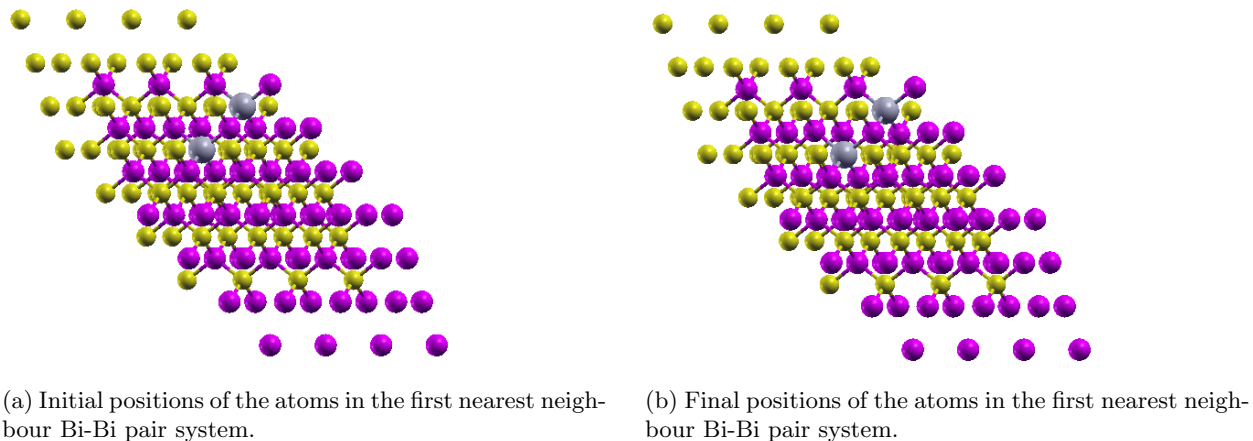 (a) Initial positions of the atoms in the first nearest neigh-
bour Bi-Bi pair system.
(b) Final positions of the atoms in the first nearest neigh-
bour Bi-Bi pair system.